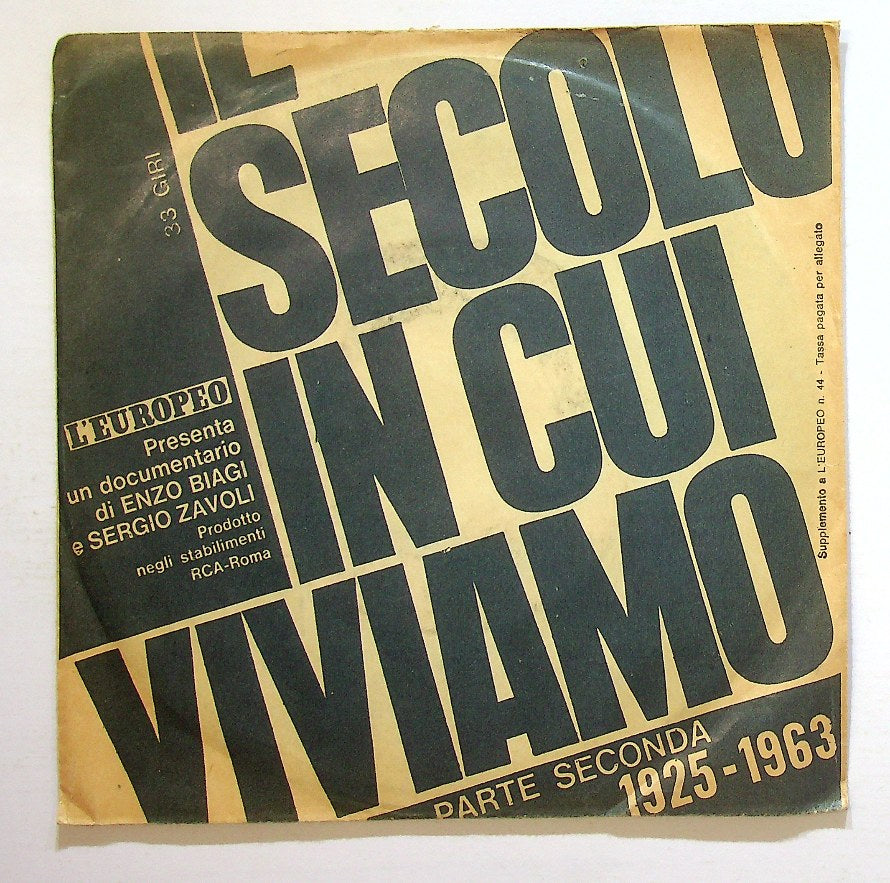 IL
SECOLO
IN CUI
VIVIAMO
33 GIRI
L'EUROPEO
Presenta
un documentario
di ENZO BIAGI
e SERGIO ZAVOLI
Prodotto
negli stabilimenti
RCA-Roma
PARTE SECONDA
1925-1963
Supplemento a L'EUROPEO n. 44 - Tassa pagata per allegato